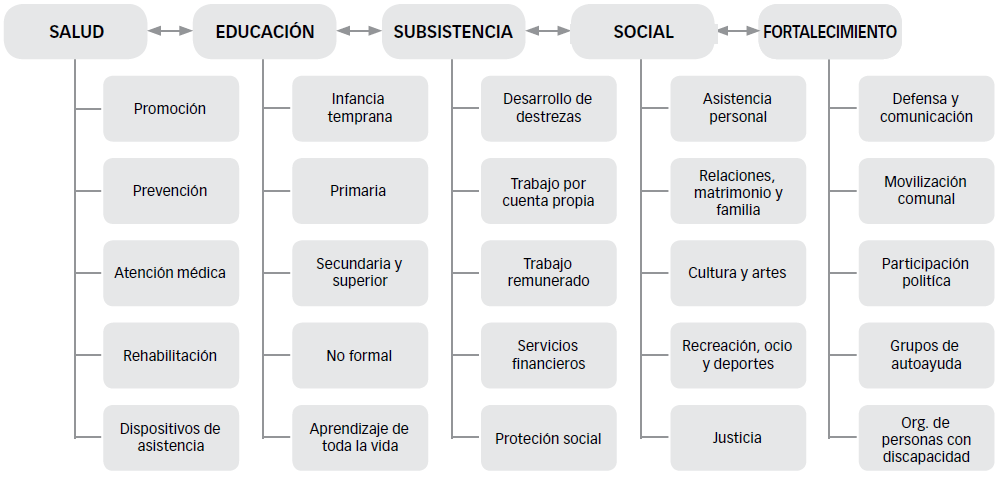 SALUD
EDUCACIÓN
SUBSISTENCIA
SOCIAL
FORTALECIMIENTO
Promoción
Prevención
Atención médica
Rehabilitación
Dispositivos de
asistencia
Infancia
temprana
Primaria
Secundaria y
superior
No formal
Aprendizaje de
toda la vida
Desarrollo de
destrezas
Trabajo por
cuenta propia
Trabajo
remunerado
Servicios
financieros
Proteción social
Asistencia
personal
Relaciones,
matrimonio y
familia
Cultura y artes
Recreación, ocio
y deportes
Justicia
Defensa y
comunicación
Movilización
comunal
Participación
política
Grupos de
autoayuda
Org. de
personas con
discapacidad